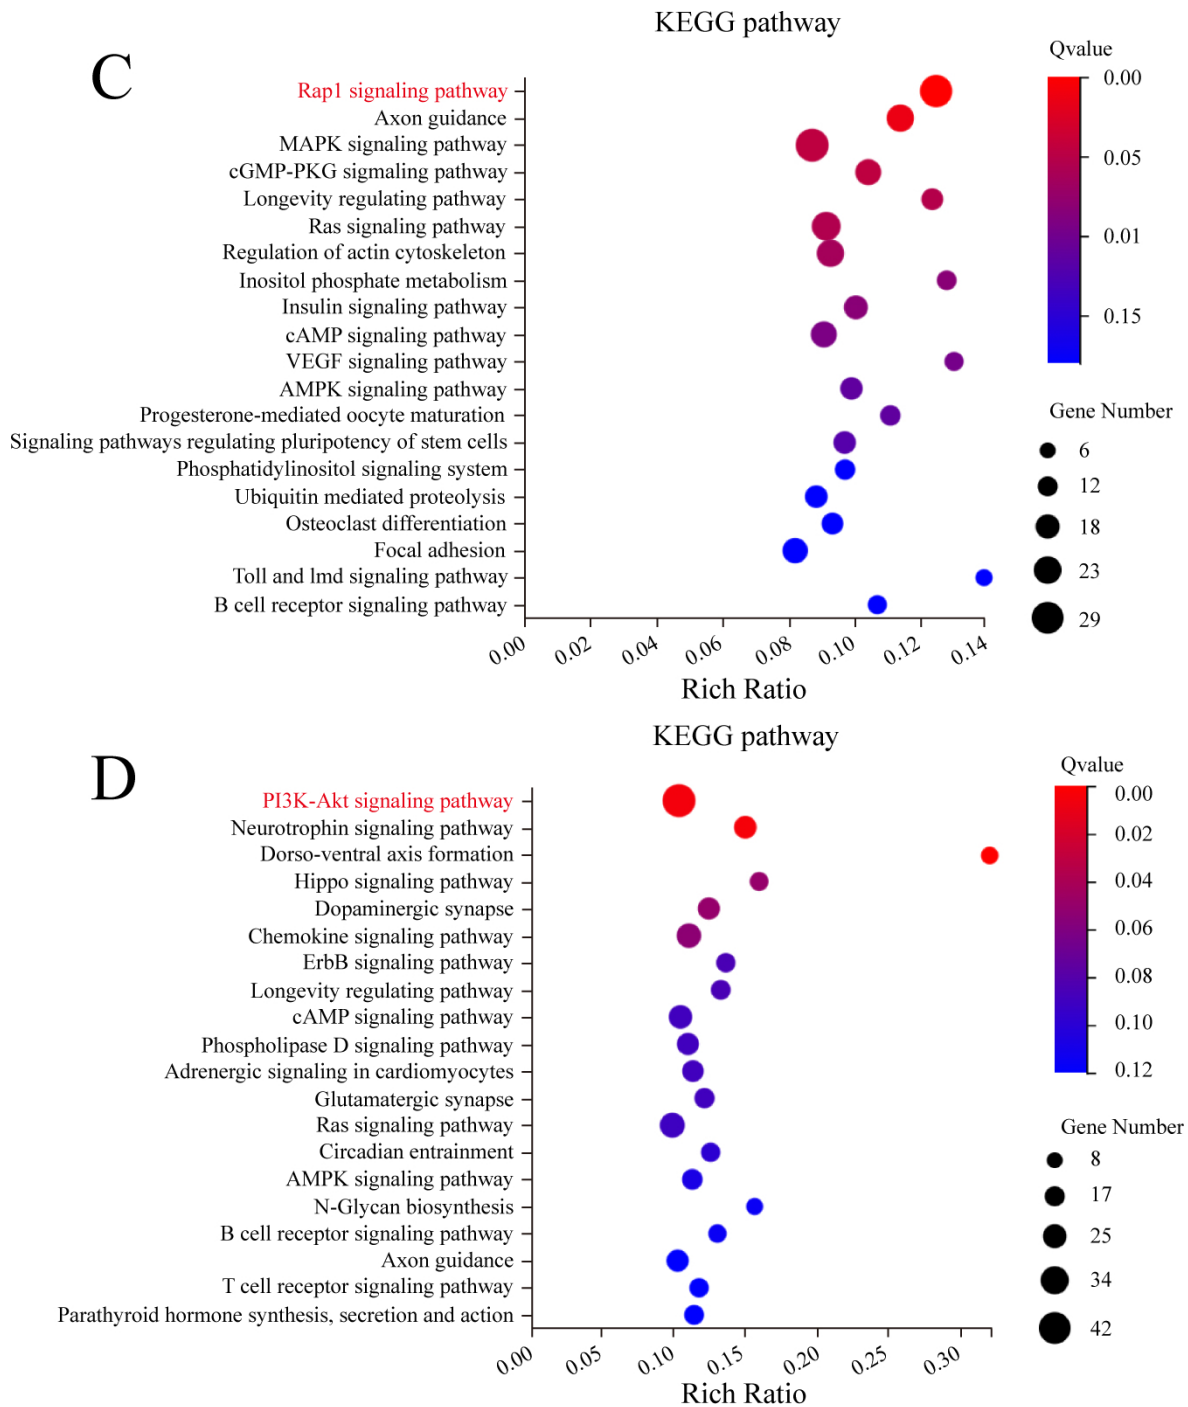 KEGG pathway
C
Qvalue
Rap1 signaling pathway
Axon guidance
MAPK signaling pathway
cGMP-PKG sigmaling pathway
Longevity regulating pathway
Ras signaling pathway
Regulation of actin cytoskeleton
Inositol phosphate metabolism
Insulin signaling pathway
cAMP signaling pathway
VEGF signaling pathway
AMPK signaling pathway
Progesterone-mediated oocyte maturation
Signaling pathways regulating pluripotency of stem cells
Phosphatidylinositol signaling system
Ubiquitin mediated proteolysis
Osteoclast differentiation
Focal adhesion
Toll and lmd signaling pathway
B cell receptor signaling pathway
0.00
0.05
0.01
0.15
Gene Number
6
12
18
23
29
0.00 0.02 0.04 0.06 0.08 0.10 0.12 0.14
Rich Ratio
KEGG pathway
D
Qvalue
PI3K-Akt signaling pathway
Neurotrophin signaling pathway
Dorso-ventral axis formation
Hippo signaling pathway
Dopaminergic synapse
Chemokine signaling pathway
ErbB signaling pathway
Longevity regulating pathway
cAMP signaling pathway
Phospholipase D signaling pathway
Adrenergic signaling in cardiomyocytes
Glutamatergic synapse
Ras signaling pathway
Circadian entrainment
AMPK signaling pathway
N-Glycan biosynthesis
B cell receptor signaling pathway
Axon guidance
T cell receptor signaling pathway
Parathyroid hormone synthesis, secretion and action
0.00
0.02
0.04
0.08
0.10
0.12
Gene Number
8
17
25
34
42
0.00 0.05 0.10 0.15 0.20 0.25 0.30
Rich Ratio